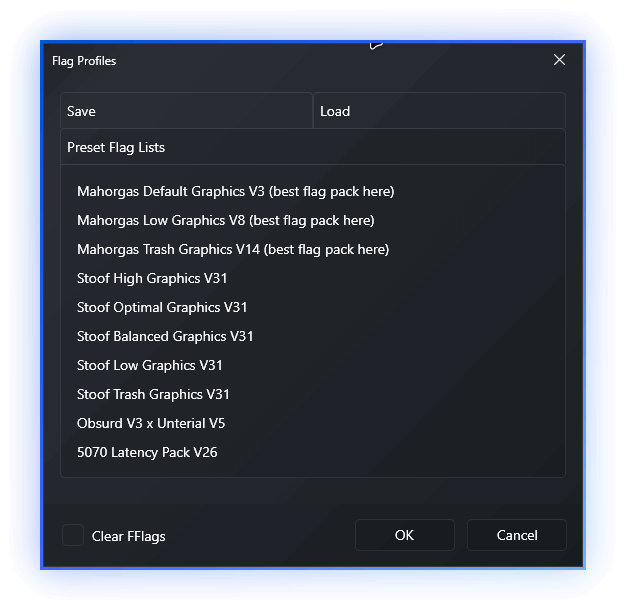 Flag Profiles
Save
Load
Preset Flag Lists
Mahorgas Default Graphics V3 (best flag pack here)
Mahorgas Low Graphics V8 (best flag pack here)
Mahorgas Trash Graphics V14 (best flag pack here)
Stoof High Graphics V31
Stoof Optimal Graphics V31
Stoof Balanced Graphics V31
Stoof Low Graphics V31
Stoof Trash Graphics V31
Obsurd V3 x Unterial V5
5070 Latency Pack V26
Clear FFlags
OK
Cancel